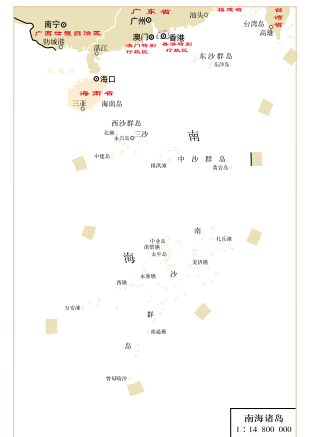 广东省
福建省
台湾省
南宁
广州
汕头
台湾岛
广西壮族自治区
高雄
防城港
澳门
香港
湛江
澳门特别
行政区
香港特别
行政区
东沙群岛
东沙岛
海口
海南省
三亚
海南岛
西沙群岛
北礁
三沙
永兴岛
南
中建岛
中沙群岛
黄岩岛
南
礼乐滩
中业岛
太平岛
海
美济礁
永暑礁
沙
西礁
万安滩
群
南通礁
岛
曾母暗沙
南海诸岛
1：14 800 000